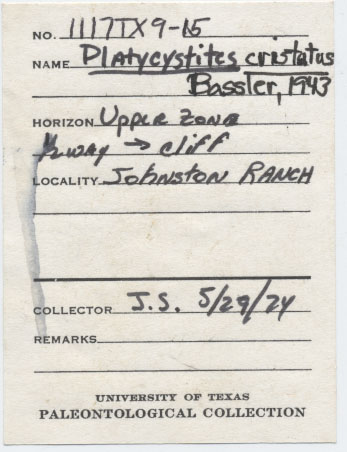 NO. 1117TX9-15
NAME Platycystites cristatus
Bassler, 1943
HORIZON Upper Zone
1/2 way → cliff
LOCALITY Johnston Ranch
COLLECTOR J.S. 5/29/74
REMARKS
UNIVERSITY OF TEXAS
PALEONTOLOGICAL COLLECTION